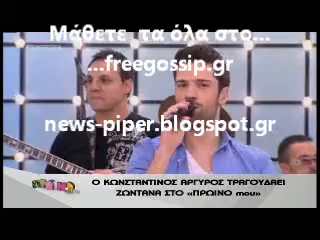 Μάθετε τα όλα στο...
...freegossip.gr
news-piper.blogspot.gr
Ο ΚΩΝΣΤΑΝΤΙΝΟΣ ΑΡΓΥΡΟΣ ΤΡΑΓΟΥΔΑΕΙ
ΖΩΝΤΑΝΑ ΣΤΟ «ΠΡΩΙΝΟ mou»